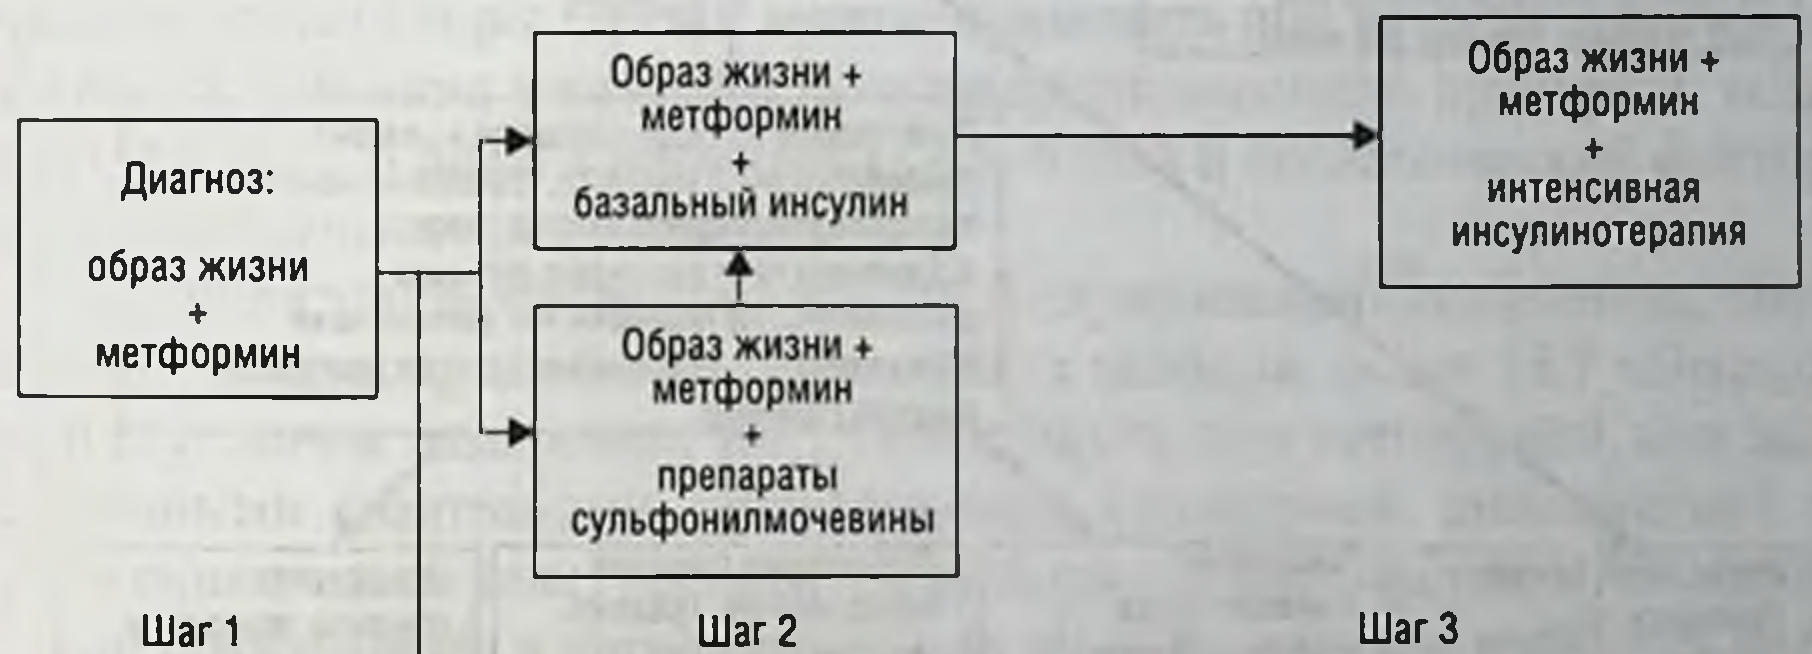 Диагноз:
образ жизни
+
метформин
Образ жизни +
метформин
+
базальный инсулин
Образ жизни +
метформин
+
препараты
сульфонилмочевины
Образ жизни +
метформин
+
интенсивная
инсулинотерапия
Шаг 1
Шаг 2
Шаг 3